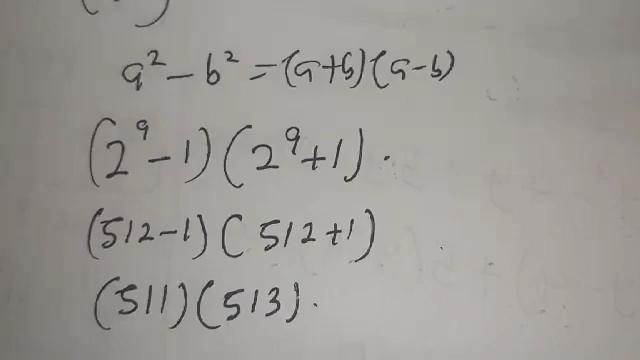 )
a² – b² = (a+b)(a–b)
(2⁹ – 1)(2⁹ + 1).
(512 – 1)(512 + 1)
(511)(513).